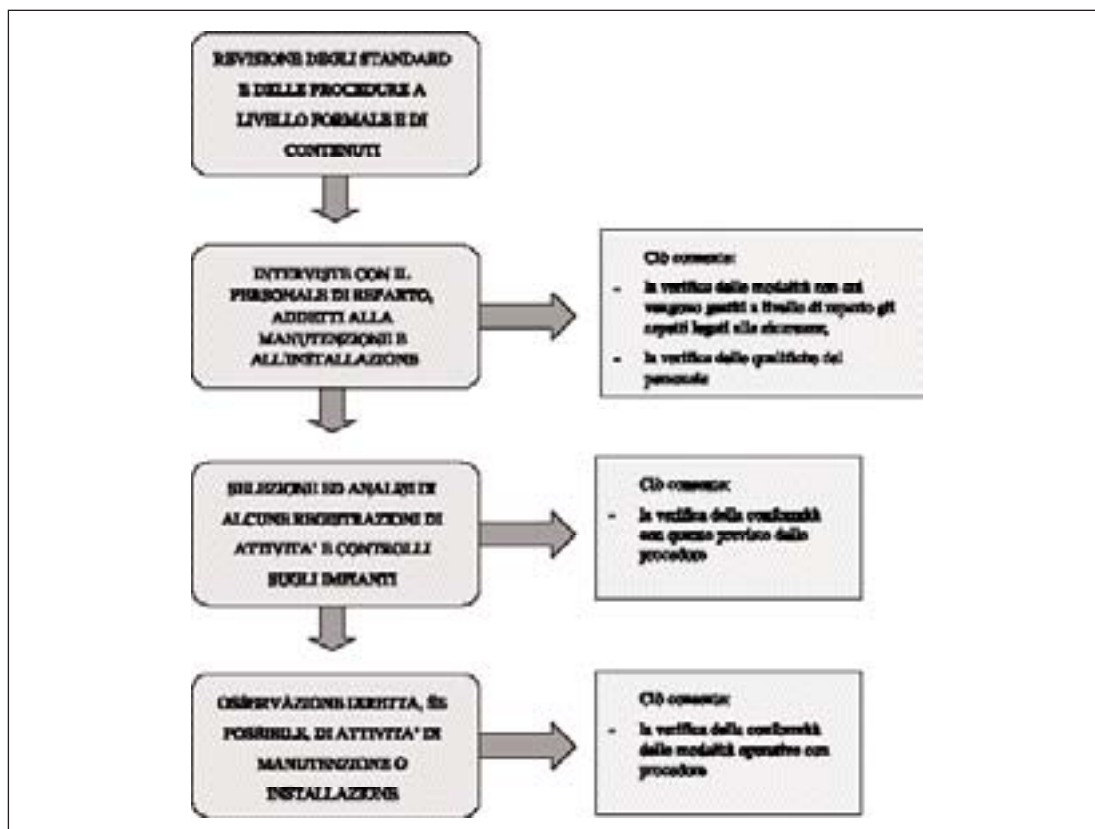 REVISIONE DEGLI STANDARD
E DELLE PROCEDURE A
LIVELLO FORMALE E DI
CONTENUTI
INTERVISTE CON IL
PERSONALE DI REPARTO,
ADDETTI ALLA
MANUTENZIONE E
ALL'INSTALLAZIONE
Ciò consente:
- la verifica delle modalità con cui
vengono gestiti a livello di reparto gli
aspetti legati alla sicurezza;
- la verifica delle qualifiche del
personale
SELEZIONE ED ANALISI DI
ALCUNE REGISTRAZIONI DI
ATTIVITA' E CONTROLLI
SUGLI IMPIANTI
Ciò consente:
- la verifica della conformità
con quanto previsto dalle
procedure
OSSERVAZIONE DIRETTA, SE
POSSIBILE, DI ATTIVITA' DI
MANUTENZIONE O
INSTALLAZIONE
Ciò consente:
- la verifica della conformità
delle modalità operative con
procedure